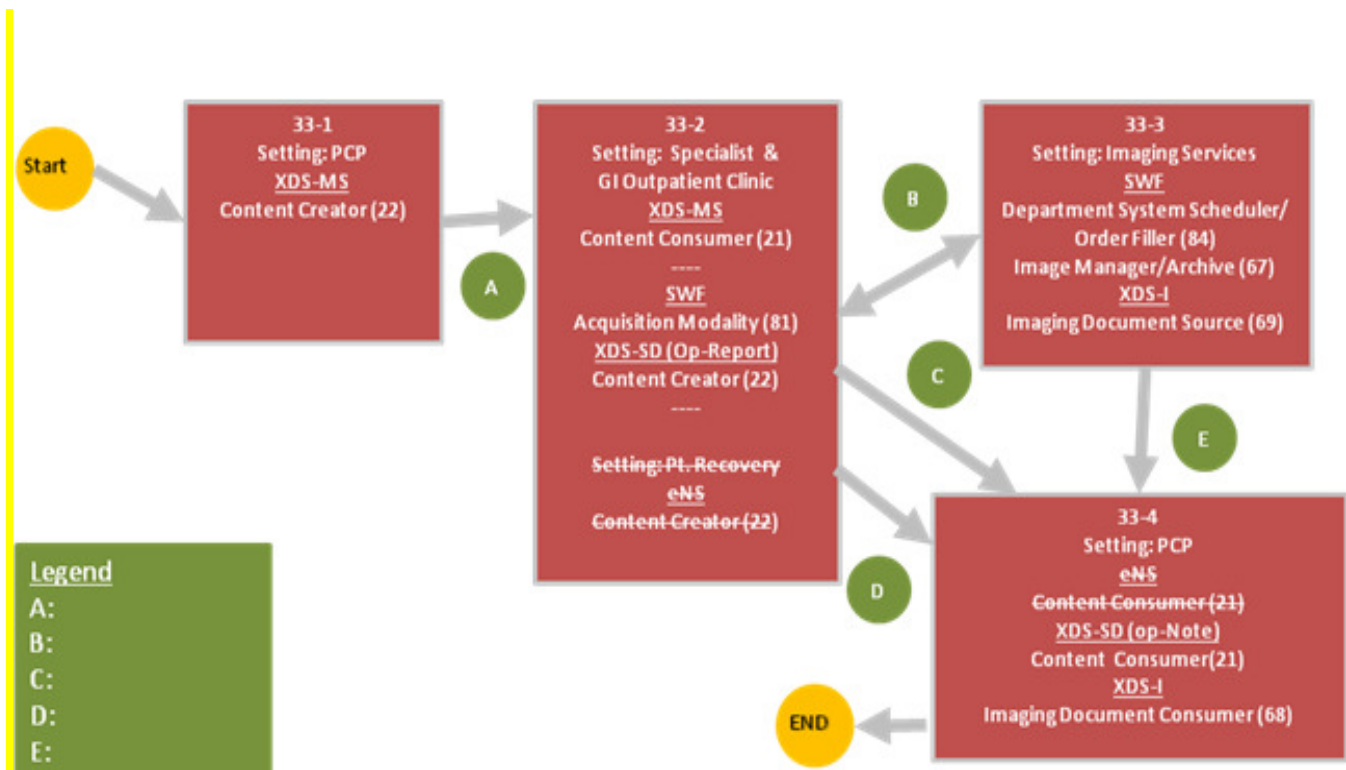 Start
33-1
Setting: PCP
XDS-MS
Content Creator (22)
A
33-2
Setting: Specialist &
GI Outpatient Clinic
XDS-MS
Content Consumer (21)
----
SWF
Acquisition Modality (81)
XDS-SD (Op-Report)
Content Creator (22)
----
Setting: Pt. Recovery
eNS
Content Creator (22)
B
33-3
Setting: Imaging Services
SWF
Department System Scheduler/
Order Filler (84)
Image Manager/Archive (67)
XDS-I
Imaging Document Source (69)
C
E
D
33-4
Setting: PCP
eNS
Content Consumer (21)
XDS-SD (op-Note)
Content Consumer(21)
XDS-I
Imaging Document Consumer (68)
END
Legend
A:
B:
C:
D:
E: